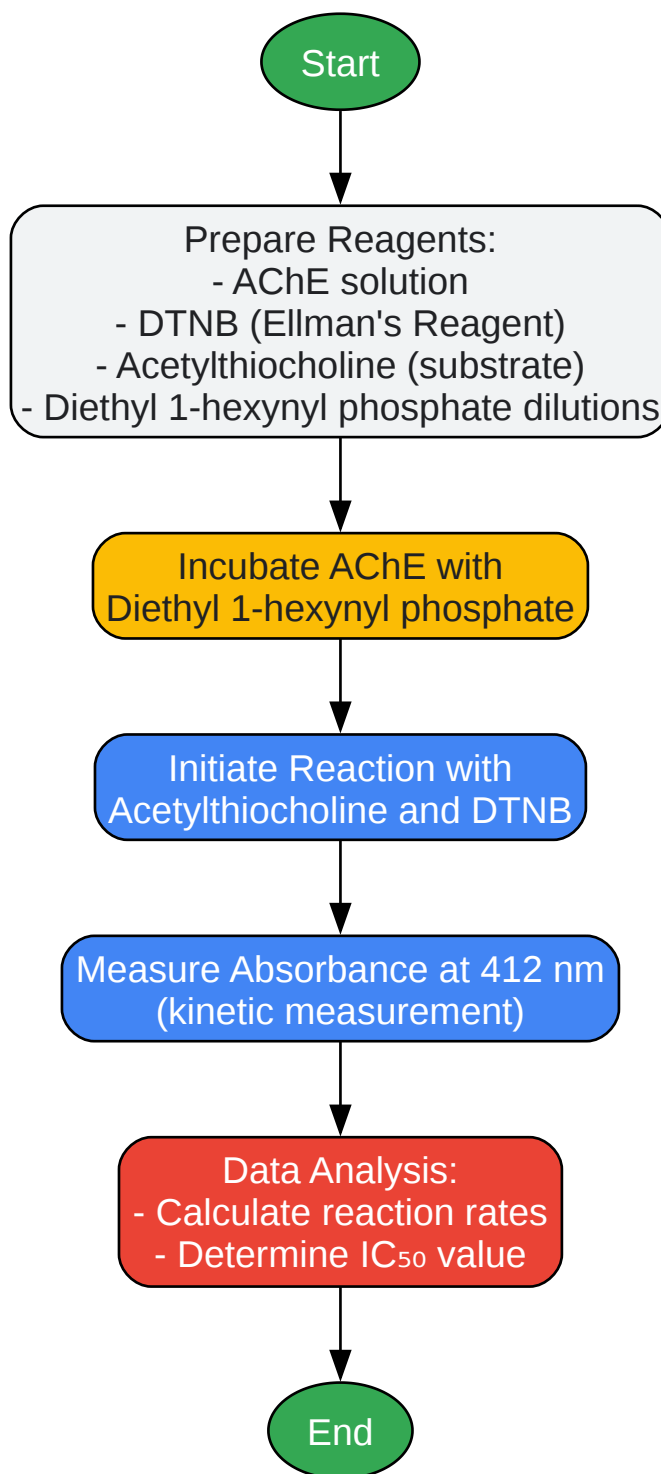 Start
Prepare Reagents:
- AChE solution
- DTNB (Ellman's Reagent)
- Acetylthiocholine (substrate)
- Diethyl 1-hexynyl phosphate dilutions
Incubate AChE with
Diethyl 1-hexynyl phosphate
Initiate Reaction with
Acetylthiocholine and DTNB
Measure Absorbance at 412 nm
(kinetic measurement)
Data Analysis:
- Calculate reaction rates
- Determine IC₅₀ value
End